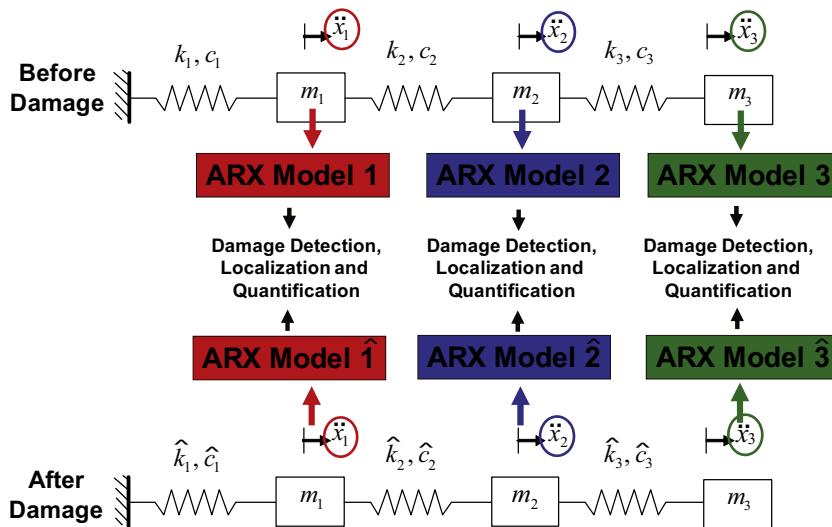 ẍ₁ ẍ₂ ẍ₃
k₁, c₁ k₂, c₂ k₃, c₃
Before
Damage
m₁ m₂ m₃
ARX Model 1 ARX Model 2 ARX Model 3
Damage Detection,
Localization and
Quantification
Damage Detection,
Localization and
Quantification
Damage Detection,
Localization and
Quantification
ARX Model 1̂ ARX Model 2̂ ARX Model 3̂
ẍ₁ ẍ₂ ẍ₃
k̂₁, ĉ₁ k̂₂, ĉ₂ k̂₃, ĉ₃
After
Damage
m₁ m₂ m₃